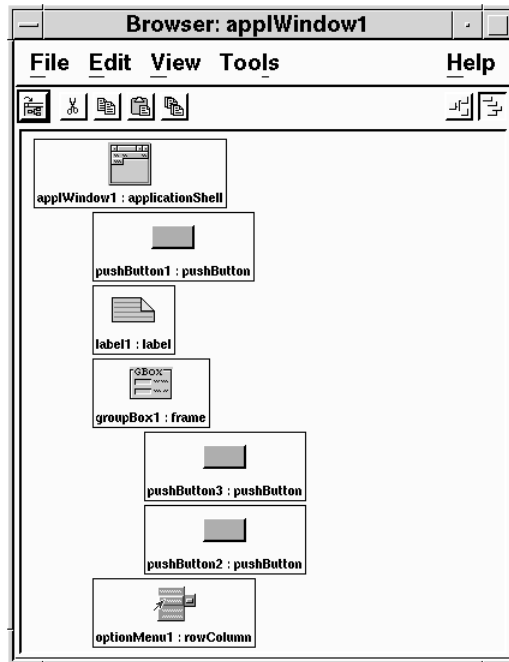 Browser: applWindow1
File Edit View Tools Help
applWindow1 : applicationShell
pushButton1 : pushButton
label1 : label
GBox
groupBox1 : frame
pushButton3 : pushButton
pushButton2 : pushButton
optionMenu1 : rowColumn